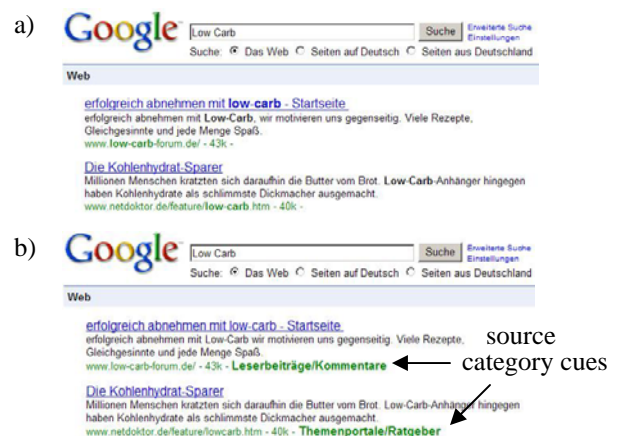 a)
Google Low Carb Suche Erweiterte Suche
Einstellungen
Suche: Das Web Seiten auf Deutsch Seiten aus Deutschland
Web
erfolgreich abnehmen mit low-carb - Startseite
erfolgreich abnehmen mit Low-Carb, wir motivieren uns gegenseitig. Viele Rezepte,
Gleichgesinnte und jede Menge Spaß.
www.low-carb-forum.de/ - 43k -
Die Kohlenhydrat-Sparer
Millionen Menschen kratzten sich daraufhin die Butter vom Brot. Low-Carb-Anhänger hingegen
haben Kohlenhydrate als schlimmste Dickmacher ausgemacht.
www.netdoktor.de/feature/low-carb.htm - 40k -
b)
Google Low Carb Suche Erweiterte Suche
Einstellungen
Suche: Das Web Seiten auf Deutsch Seiten aus Deutschland
Web
erfolgreich abnehmen mit low-carb - Startseite
erfolgreich abnehmen mit Low-Carb wir motivieren uns gegenseitig. Viele Rezepte,
Gleichgesinnte und jede Menge Spaß.
www.low-carb-forum.de/ - 43k - Leserbeiträge/Kommentare
source
category cues
Die Kohlenhydrat-Sparer
Millionen Menschen kratzten sich daraufhin die Butter vom Brot. Low-Carb-Anhänger hingegen
haben Kohlenhydrate als schlimmste Dickmacher ausgemacht.
www.netdoktor.de/feature/lowcarb.htm - 40k - Themenportale/Ratgeber